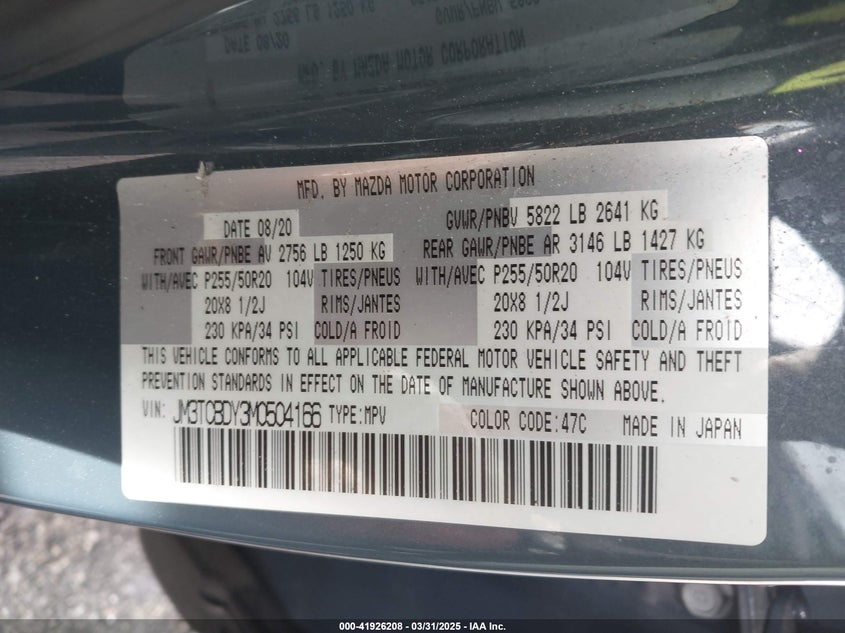 MFD. BY MAZDA MOTOR CORPORATION
DATE 08/20 GVWR/PNBV 5822 LB 2641 KG
FRONT GAWR/PNBE AV 2756 LB 1250 KG REAR GAWR/PNBE AR 3146 LB 1427 KG
WITH/AVEC P255/50R20 104V TIRES/PNEUS WITH/AVEC P255/50R20 104V TIRES/PNEUS
20X8 1/2J RIMS/JANTES 20X8 1/2J RIMS/JANTES
230 KPA/34 PSI COLD/A FROID 230 KPA/34 PSI COLD/A FROID
THIS VEHICLE CONFORMS TO ALL APPLICABLE FEDERAL MOTOR VEHICLE SAFETY AND THEFT
PREVENTION STANDARDS IN EFFECT ON THE DATE OF MANUFACTURE SHOWN ABOVE.
VIN: JM3TCBDY3M0504166 TYPE:MPV COLOR CODE:47C MADE IN JAPAN
000-41926208 - 03/31/2025 - IAA Inc.